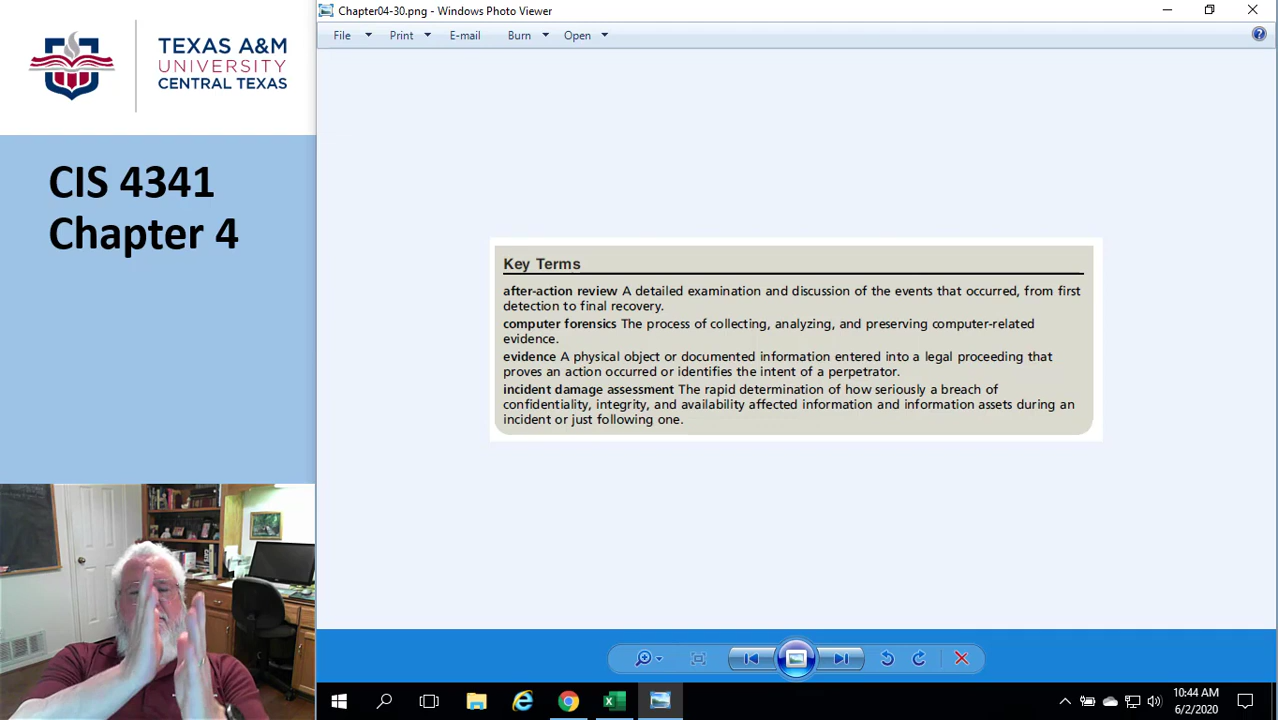 TEXAS A&M
UNIVERSITY
CENTRAL TEXAS
CIS 4341
Chapter 4
Chapter04-30.png - Windows Photo Viewer
File Print E-mail Burn Open
Key Terms
after-action review A detailed examination and discussion of the events that occurred, from first
detection to final recovery.
computer forensics The process of collecting, analyzing, and preserving computer-related
evidence.
evidence A physical object or documented information entered into a legal proceeding that
proves an action occurred or identifies the intent of a perpetrator.
incident damage assessment The rapid determination of how seriously a breach of
confidentiality, integrity, and availability affected information and information assets during an
incident or just following one.
10:44 AM
6/2/2020